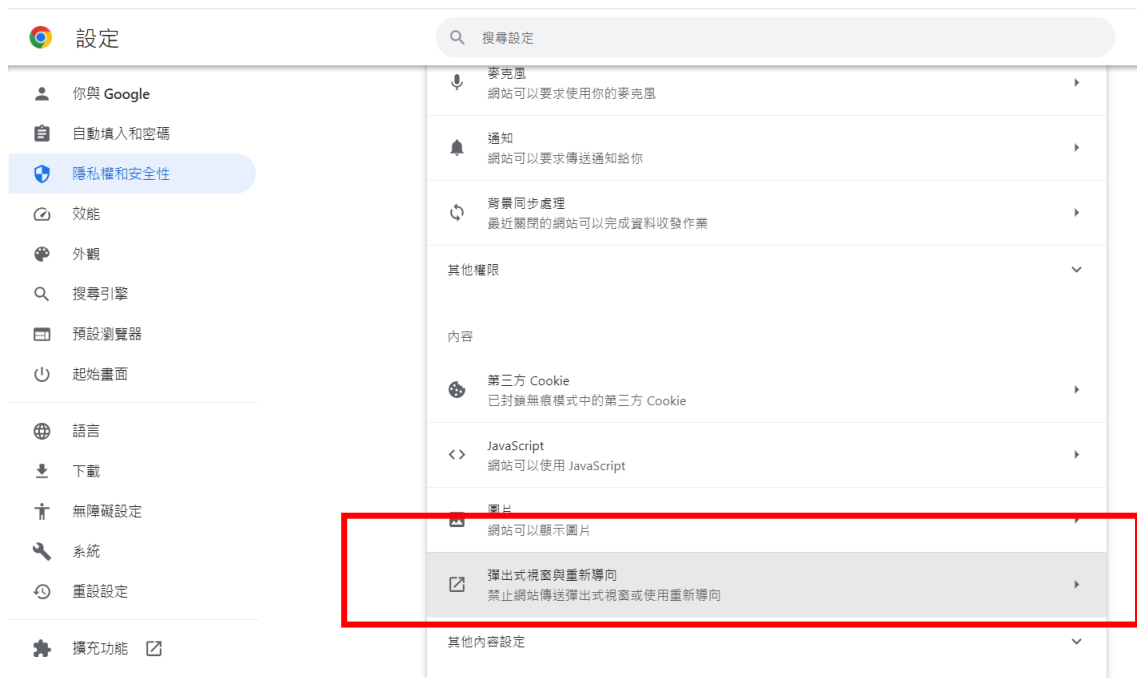 設定
搜尋設定
你與 Google
自動填入和密碼
隱私權和安全性
效能
外觀
搜尋引擎
預設瀏覽器
起始畫面
語言
下載
無障礙設定
系統
重設設定
擴充功能
麥克風
網站可以要求使用你的麥克風
通知
網站可以要求傳送通知給你
背景同步處理
最近關閉的網站可以完成資料收發作業
其他權限
內容
第三方 Cookie
已封鎖無痕模式中的第三方 Cookie
JavaScript
網站可以使用 JavaScript
圖片
網站可以顯示圖片
彈出式視窗與重新導向
禁止網站傳送彈出式視窗或使用重新導向
其他內容設定